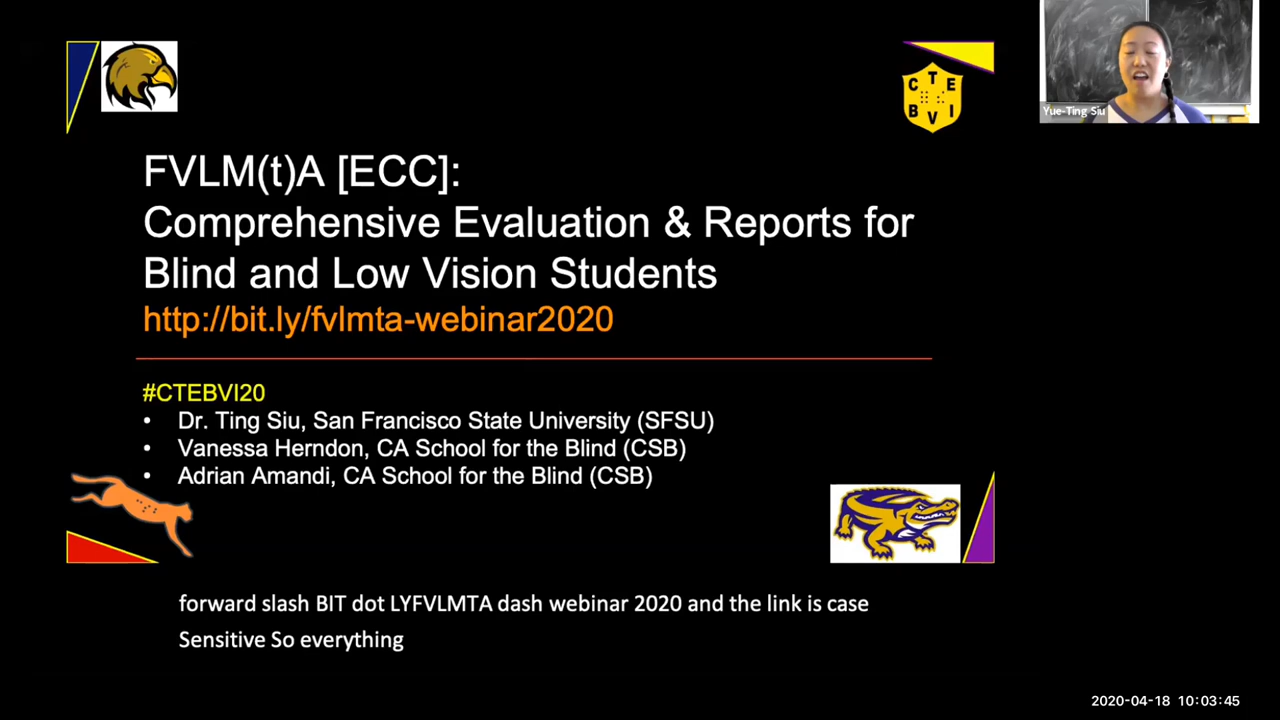 C T E
B V I
Yue-Ting Siu
FVLM(t)A [ECC]:
Comprehensive Evaluation & Reports for
Blind and Low Vision Students
http://bit.ly/fvlmta-webinar2020
#CTEBVI20
• Dr. Ting Siu, San Francisco State University (SFSU)
• Vanessa Herndon, CA School for the Blind (CSB)
• Adrian Amandi, CA School for the Blind (CSB)
forward slash BIT dot LYFVLMTA dash webinar 2020 and the link is case
Sensitive So everything
2020-04-18 10:03:45